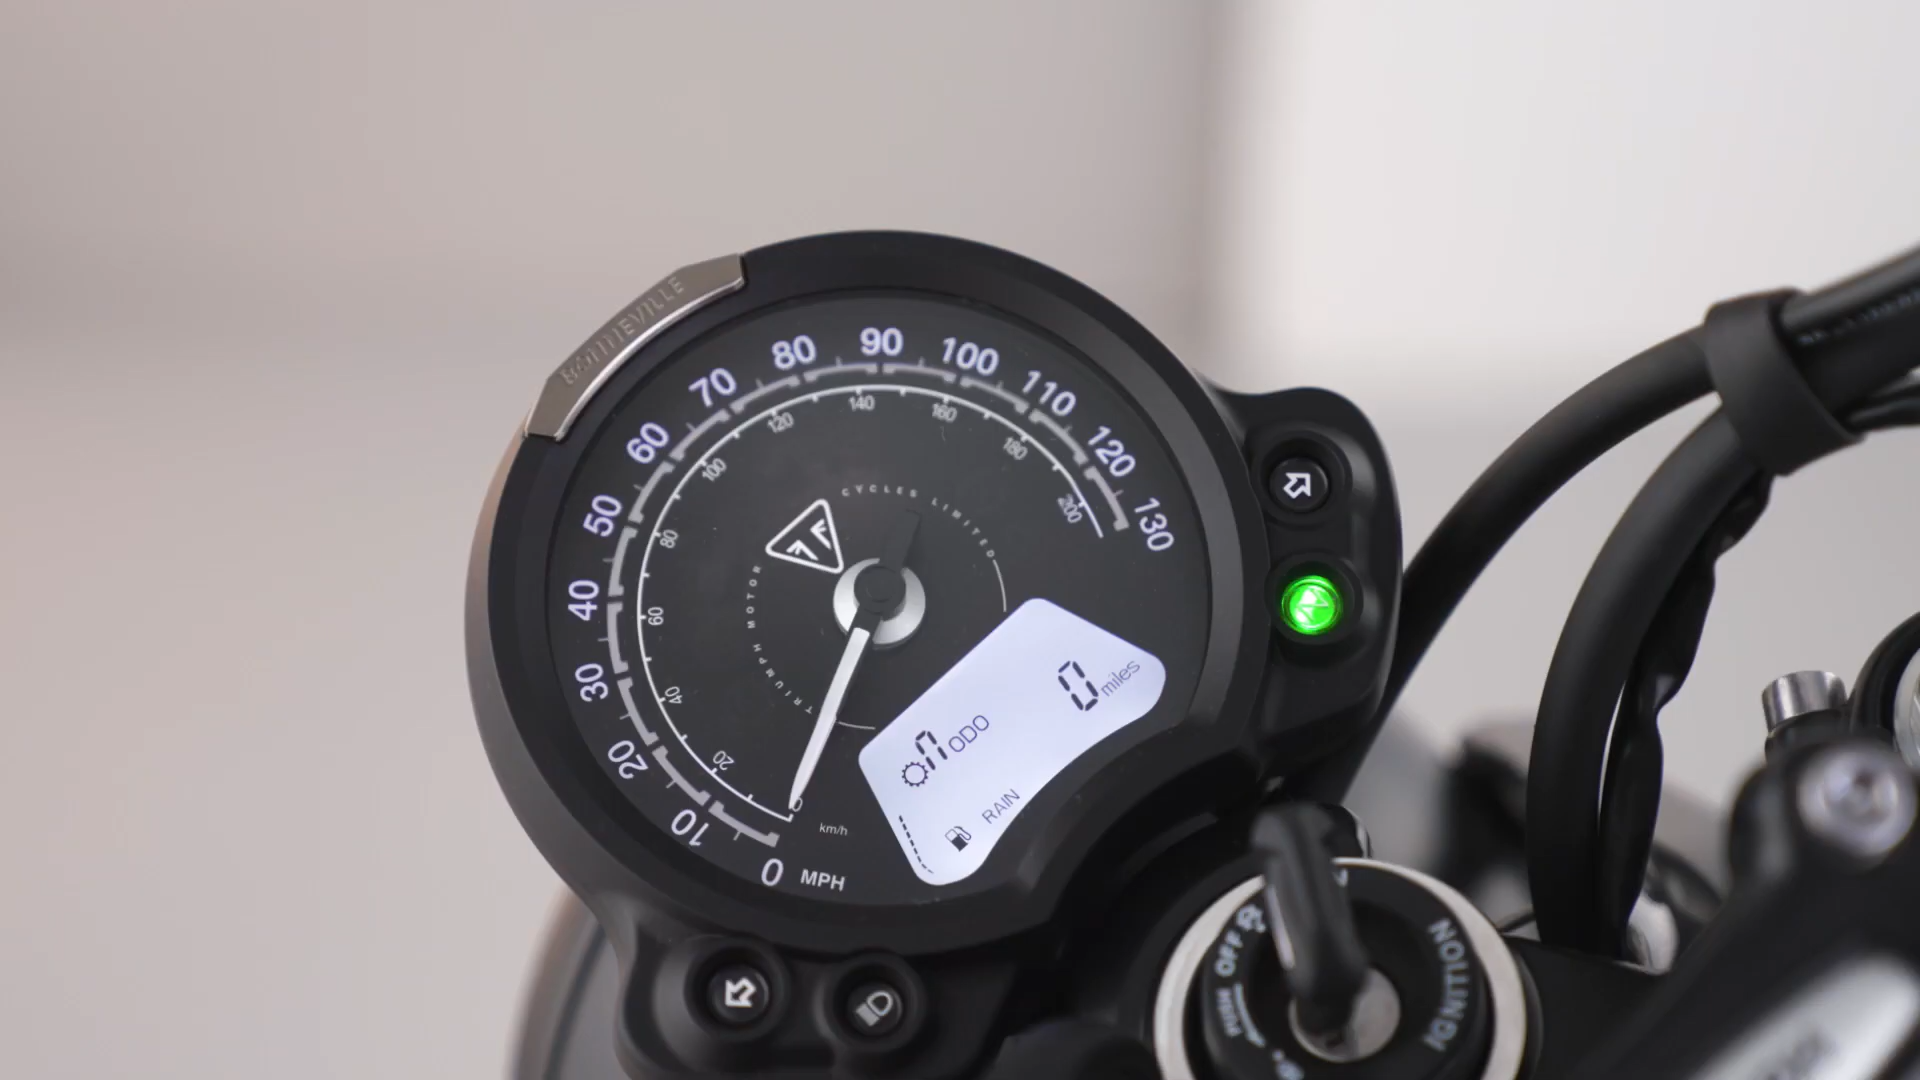 BONNEVILLE
0
10
20
30
40
50
60
70
80
90
100
110
120
130
MPH
0
20
40
60
80
100
120
140
160
180
200
km/h
TRIUMPH MOTOR CYCLES LIMITED
n ODO
0 miles
RAIN
OFF
PUSH
IGNITION